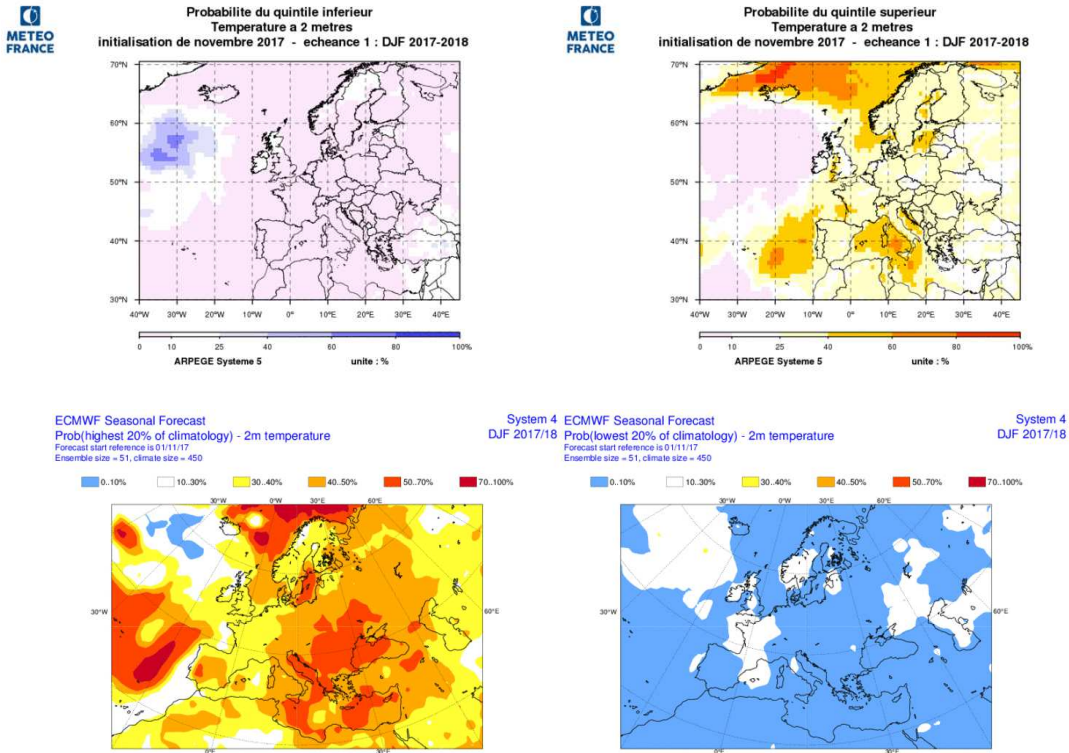 METEO
FRANCE
Probabilite du quintile inferieur
Temperature a 2 metres
initialisation de novembre 2017 - echeance 1 : DJF 2017-2018
70°N
60°N
50°N
40°N
30°N
40°W 30°W 20°W 10°W 0° 10°E 20°E 30°E 40°E
0 10 25 40 60 80 100%
ARPEGE Systeme 5 unite : %
METEO
FRANCE
Probabilite du quintile superieur
Temperature a 2 metres
initialisation de novembre 2017 - echeance 1 : DJF 2017-2018
70°N
60°N
50°N
40°N
30°N
40°W 30°W 20°W 10°W 0° 10°E 20°E 30°E 40°E
0 10 25 40 60 80 100%
ARPEGE Systeme 5 unite : %
ECMWF Seasonal Forecast System 4
Prob(highest 20% of climatology) - 2m temperature DJF 2017/18
Forecast start reference is 01/11/17
Ensemble size = 51, climate size = 450
0..10% 10..30% 30..40% 40..50% 50..70% 70..100%
30°W 0°W 30°E 60°E
30°W 60°E
0°E 30°E
ECMWF Seasonal Forecast System 4
Prob(lowest 20% of climatology) - 2m temperature DJF 2017/18
Forecast start reference is 01/11/17
Ensemble size = 51, climate size = 450
0..10% 10..30% 30..40% 40..50% 50..70% 70..100%
30°W 0°W 30°E 60°E
30°W 60°E
0°E 30°E